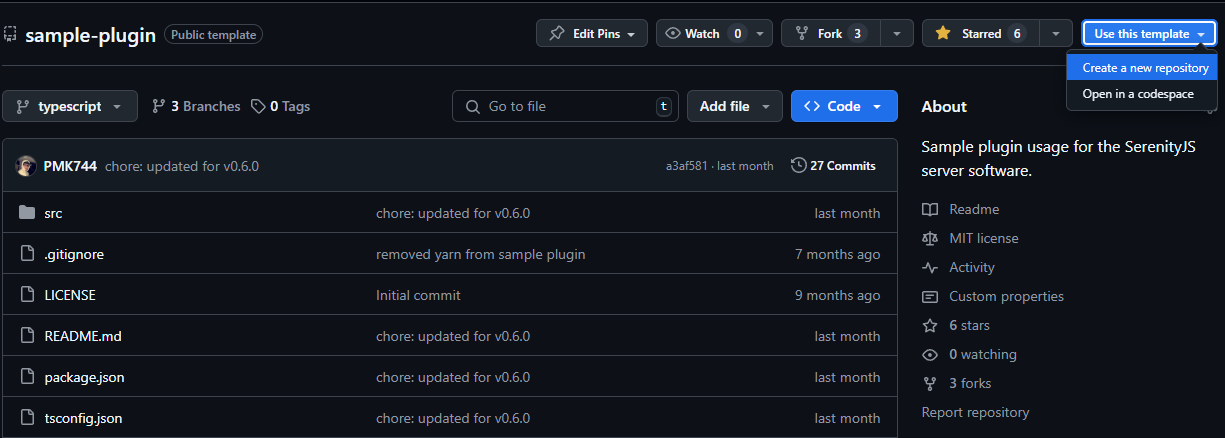 sample-plugin Public template Edit Pins Watch 0 Fork 3 Starred 6 Use this template
Create a new repository
Open in a codespace
typescript 3 Branches 0 Tags Go to file t Add file Code
PMK744 chore: updated for v0.6.0 a3af581 · last month 27 Commits
src chore: updated for v0.6.0 last month
.gitignore removed yarn from sample plugin 7 months ago
LICENSE Initial commit 9 months ago
README.md chore: updated for v0.6.0 last month
package.json chore: updated for v0.6.0 last month
tsconfig.json chore: updated for v0.6.0 last month
About
Sample plugin usage for the SerenityJS
server software.
Readme
MIT license
Activity
Custom properties
6 stars
0 watching
3 forks
Report repository